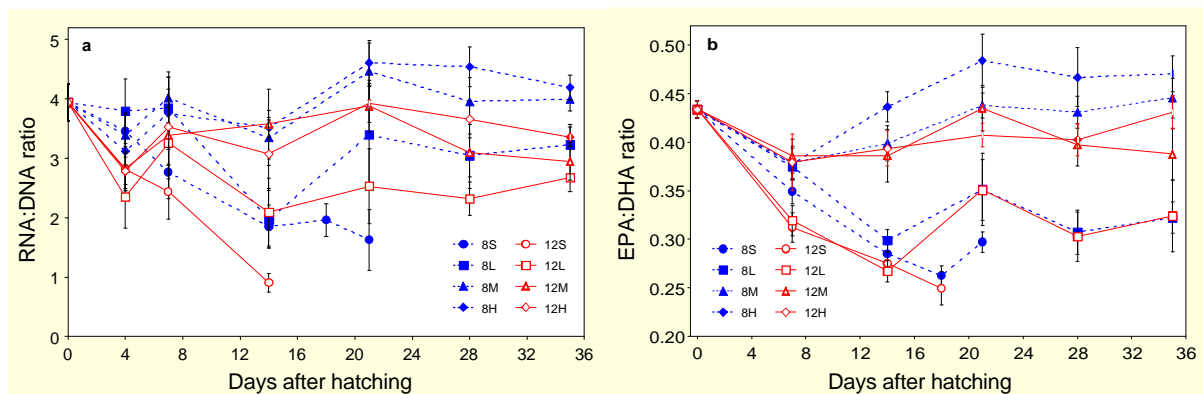 a
RNA:DNA ratio
5
4
3
2
1
0
0 4 8 12 16 20 24 28 32 36
Days after hatching
8S 12S
8L 12L
8M 12M
8H 12H
b
EPA:DHA ratio
0.50
0.45
0.40
0.35
0.30
0.25
0.20
0 4 8 12 16 20 24 28 32 36
Days after hatching
8S 12S
8L 12L
8M 12M
8H 12H